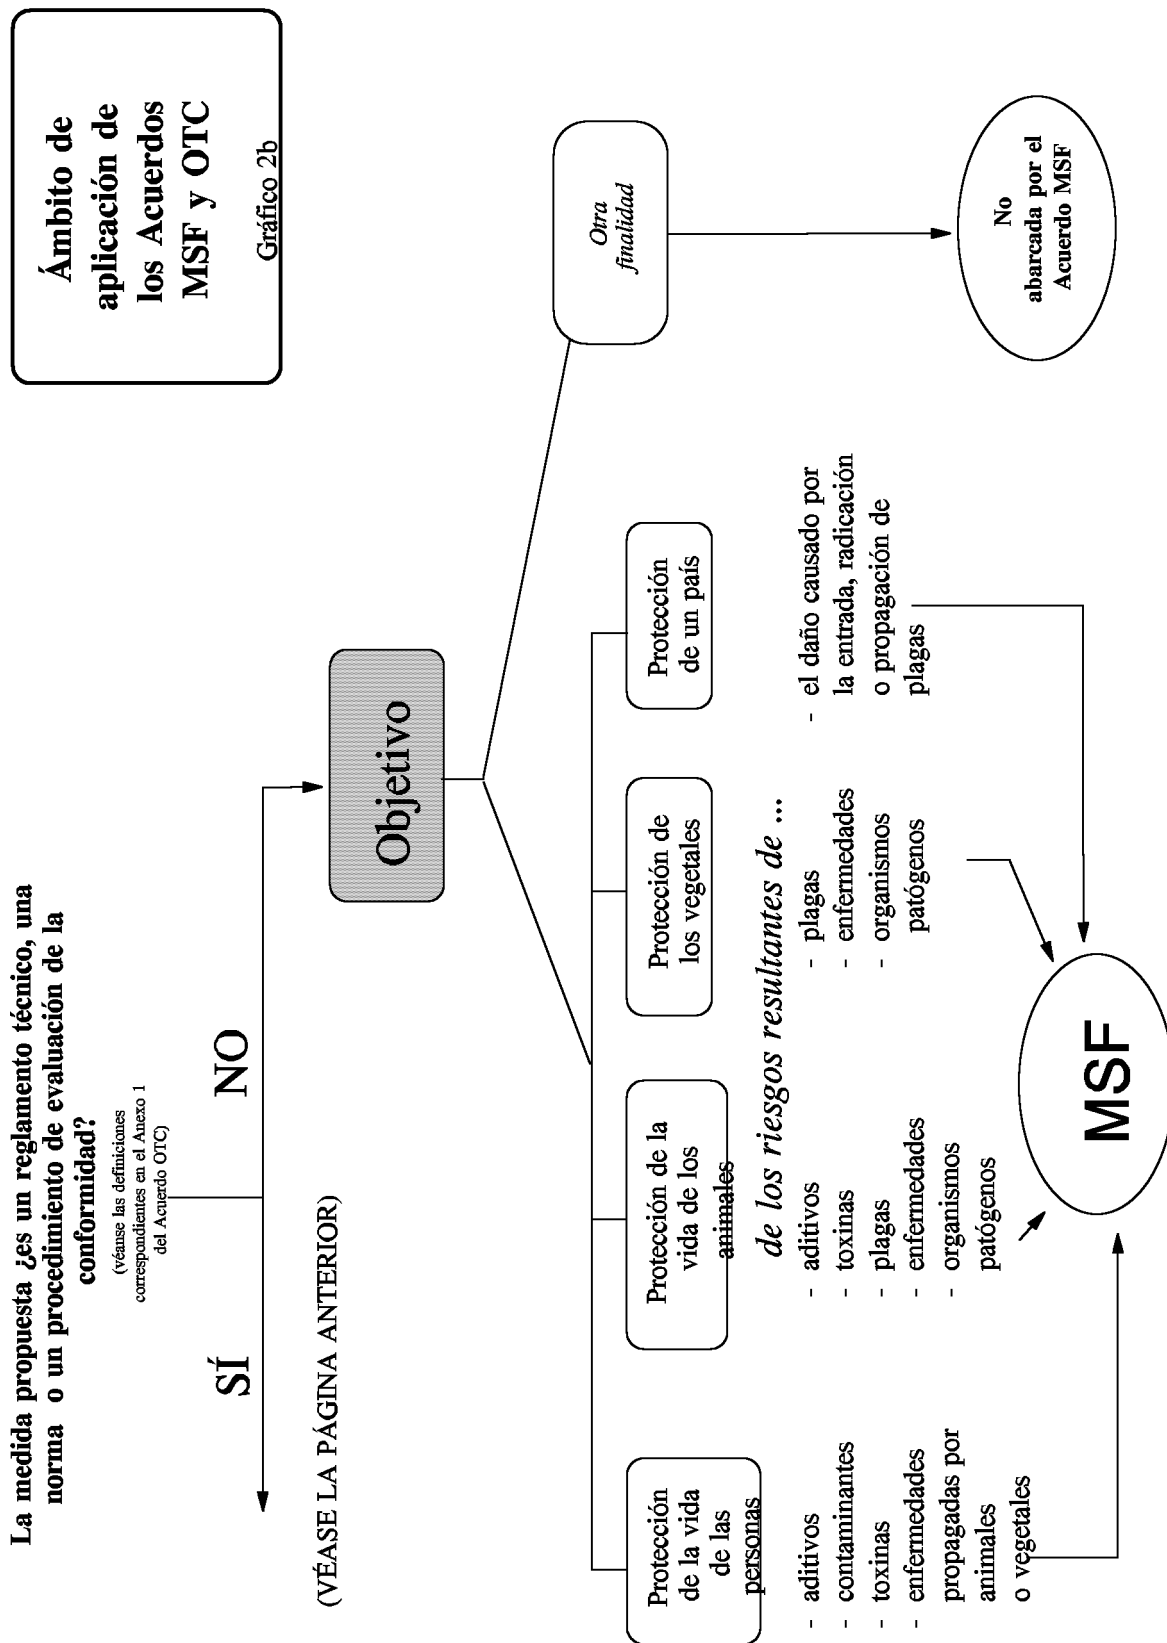 La medida propuesta ¿es un reglamento técnico, una
norma o un procedimiento de evaluación de la
conformidad?
(véanse las definiciones
correspondientes en el Anexo 1
del Acuerdo OTC)
Ámbito de
aplicación de
los Acuerdos
MSF y OTC
Gráfico 2b
SÍ
NO
(VÉASE LA PÁGINA ANTERIOR)
Objetivo
Protección
de la vida
de las
personas
Protección de la
vida de los
animales
Protección de
los vegetales
Protección
de un país
Otra
finalidad
de los riesgos resultantes de ...
- aditivos
- contaminantes
- toxinas
- enfermedades
propagadas por
animales
o vegetales
- aditivos
- toxinas
- plagas
- enfermedades
- organismos
patógenos
- plagas
- enfermedades
- organismos
patógenos
- el daño causado por
la entrada, radicación
o propagación de
plagas
MSF
No
abarcada por el
Acuerdo MSF